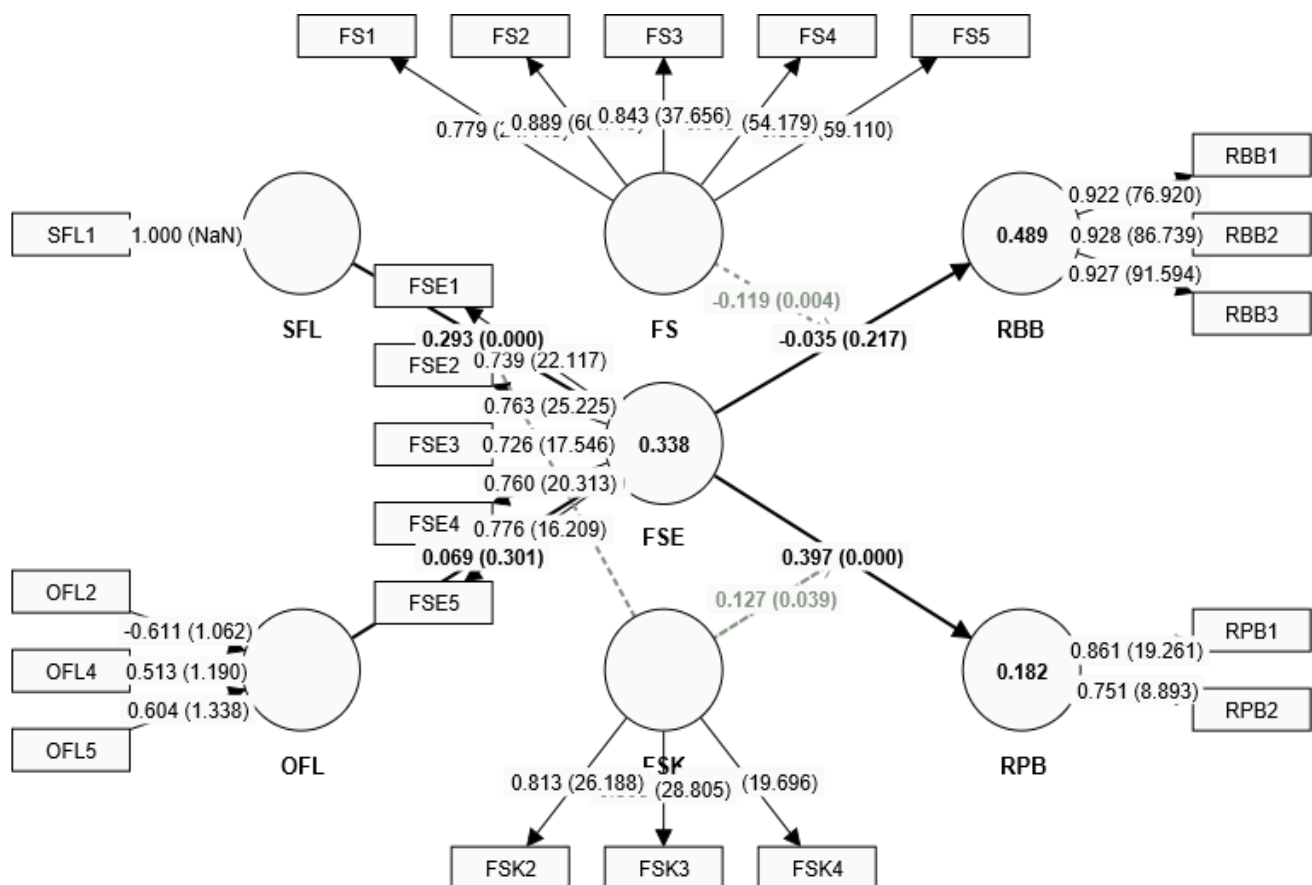 FS1
FS2
FS3
FS4
FS5
0.779
0.889
0.843 (37.656)
(54.179)
(59.110)
SFL1
1.000 (NaN)
SFL
FS
RBB1
0.922 (76.920)
0.489
0.928 (86.739)
RBB2
0.927 (91.594)
RBB3
RBB
FSE1
-0.119 (0.004)
0.293 (0.000)
-0.035 (0.217)
FSE2
0.739 (22.117)
0.763 (25.225)
FSE3
0.726 (17.546)
0.338
0.760 (20.313)
FSE4
0.776 (16.209)
FSE
0.069 (0.301)
0.397 (0.000)
FSE5
0.127 (0.039)
OFL2
-0.611 (1.062)
OFL4
0.513 (1.190)
0.604 (1.338)
OFL5
OFL
RPB1
0.861 (19.261)
0.182
0.751 (8.893)
RPB2
RPB
FSK
0.813 (26.188)
(28.805)
(19.696)
FSK2
FSK3
FSK4